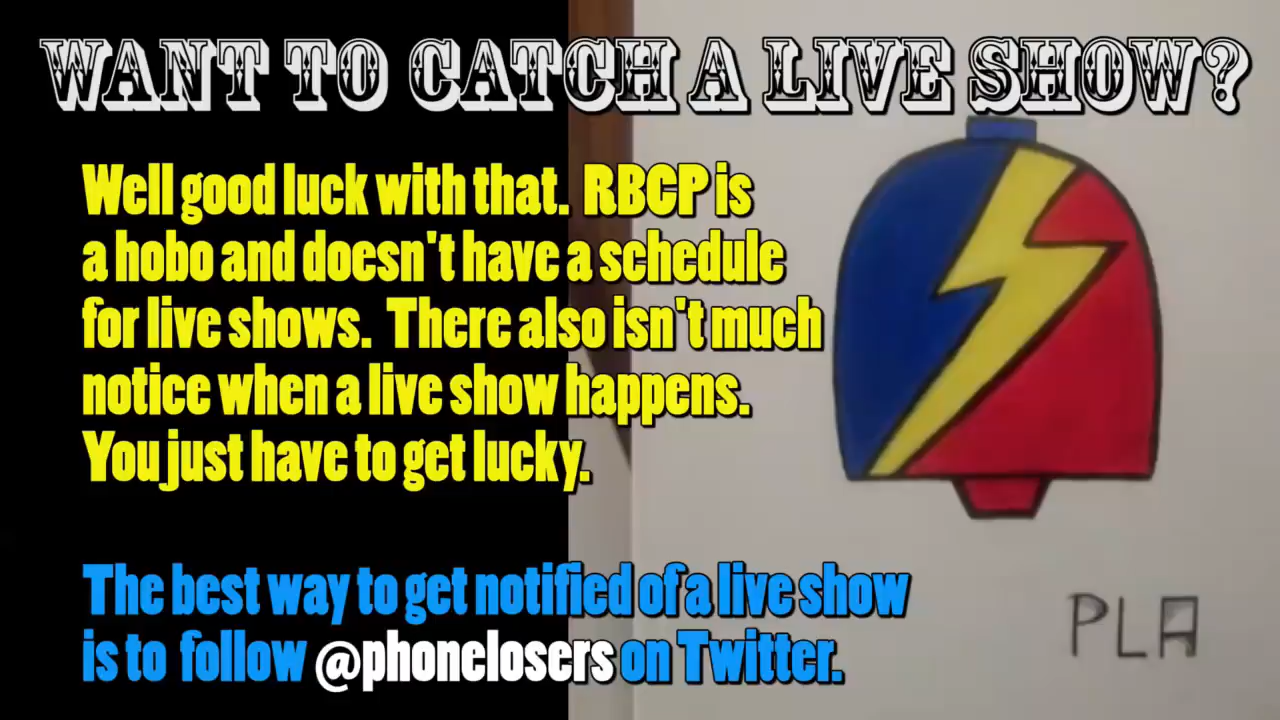 WANT TO CATCH A LIVE SHOW?
Well good luck with that. RBCP is
a hobo and doesn't have a schedule
for live shows. There also isn't much
notice when a live show happens.
You just have to get lucky.
The best way to get notified of a live show
is to follow @phonelosers on Twitter.
PLA